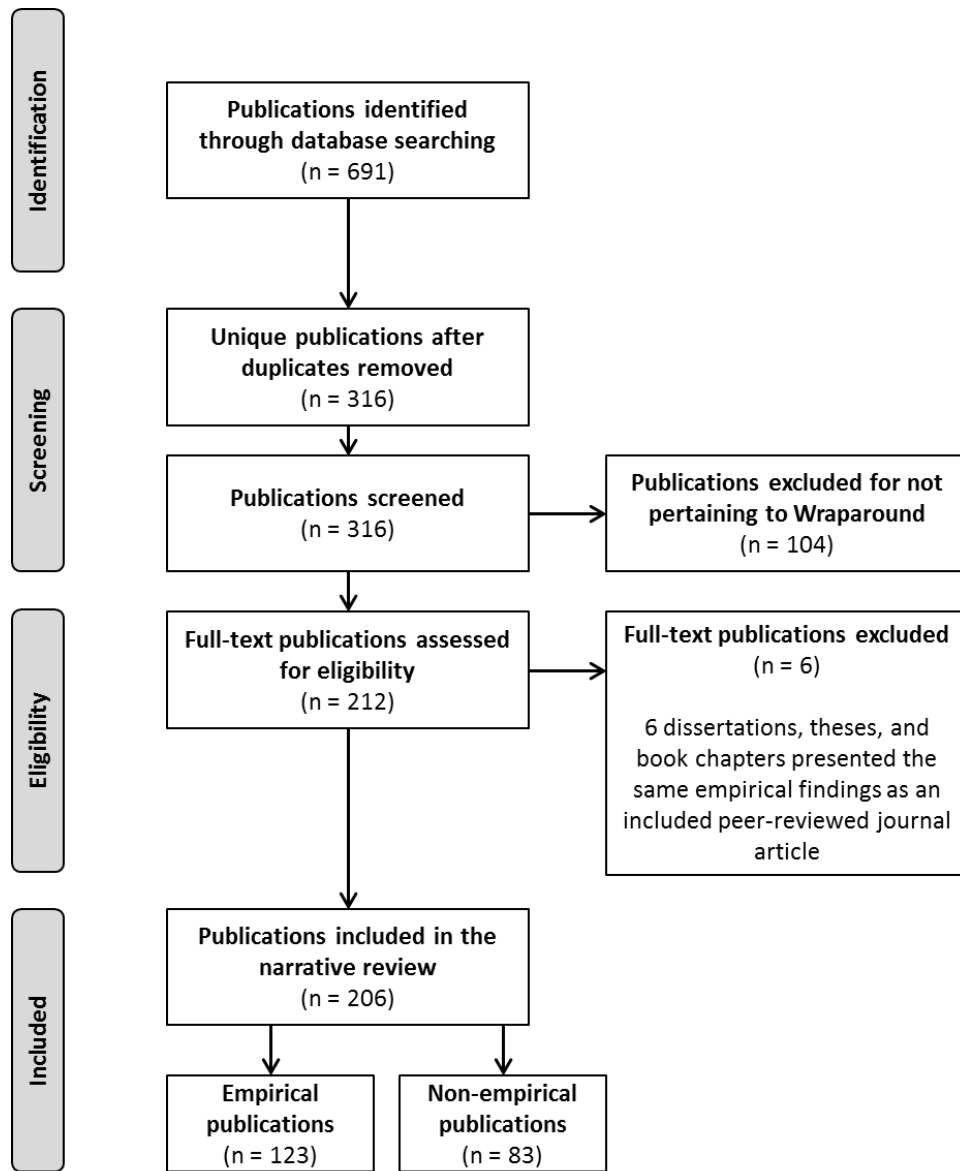 Identification
Publications identified
through database searching
(n = 691)
Screening
Unique publications after
duplicates removed
(n = 316)
Publications screened
(n = 316)
Publications excluded for not
pertaining to Wraparound
(n = 104)
Eligibility
Full-text publications assessed
for eligibility
(n = 212)
Full-text publications excluded
(n = 6)
6 dissertations, theses, and
book chapters presented the
same empirical findings as an
included peer-reviewed journal
article
Included
Publications included in the
narrative review
(n = 206)
Empirical
publications
(n = 123)
Non-empirical
publications
(n = 83)